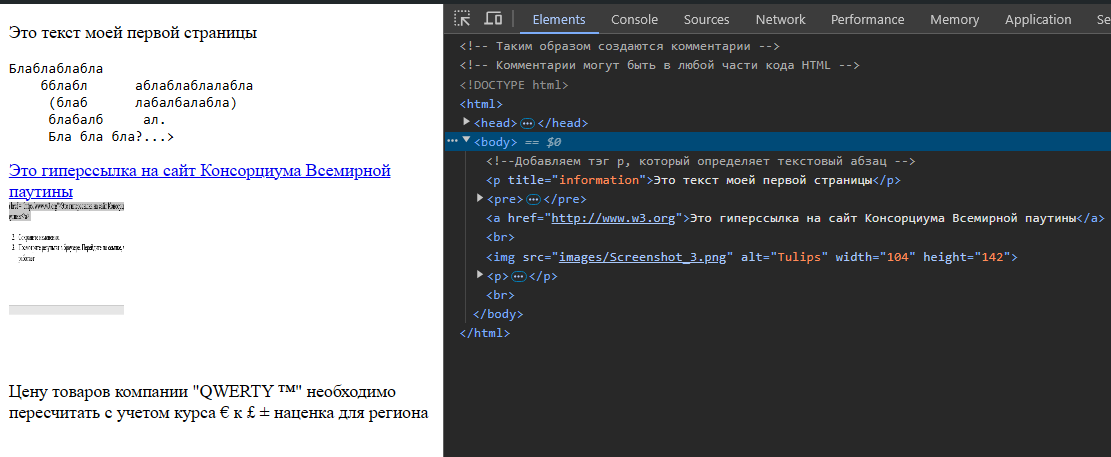 Это текст моей первой страницы
Блаблаблабла
бблабл аблаблаблалабла
(блаб лабалбалабла)
блабалб ал.
Бла бла бла?...>
Это гиперссылка на сайт Консорциума Всемирной
паутины
Цену товаров компании "QWERTY ™" необходимо
пересчитать с учетом курса € к £ ± наценка для региона
Elements Console Sources Network Performance Memory Application Se
<!-- Таким образом создаются комментарии -->
<!-- Комментарии могут быть в любой части кода HTML -->
<!DOCTYPE html>
<html>
<head> ••• </head>
••• <body> == $0
<!--Добавляем тэг p, который определяет текстовый абзац -->
<p title="information">Это текст моей первой страницы</p>
<pre> ••• </pre>
<a href="http://www.w3.org">Это гиперссылка на сайт Консорциума Всемирной паутины</a>
<br>
<img src="images/Screenshot_3.png" alt="Tulips" width="104" height="142">
<p> ••• </p>
<br>
</body>
</html>